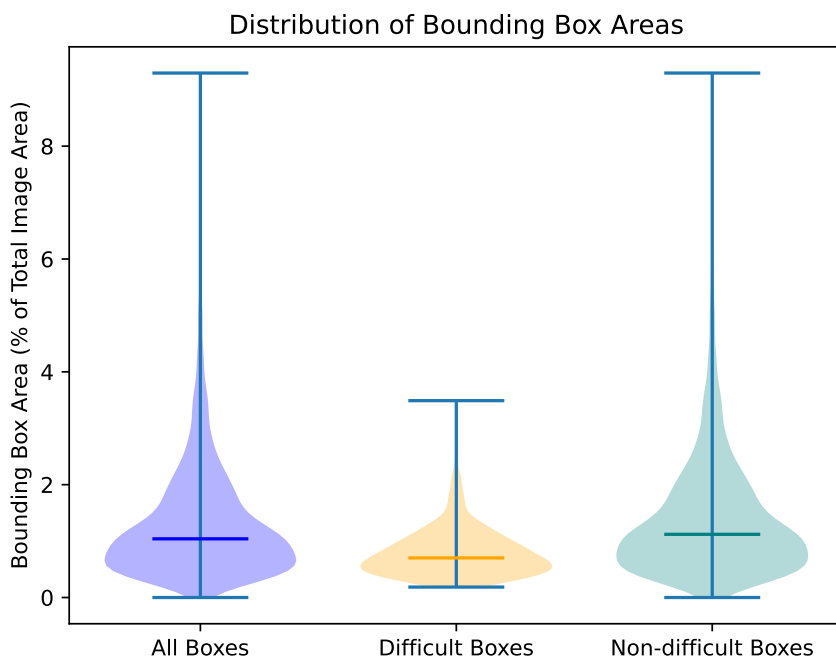 Distribution of Bounding Box Areas
Bounding Box Area (% of Total Image Area)
8
6
4
2
0
All Boxes
Difficult Boxes
Non-difficult Boxes